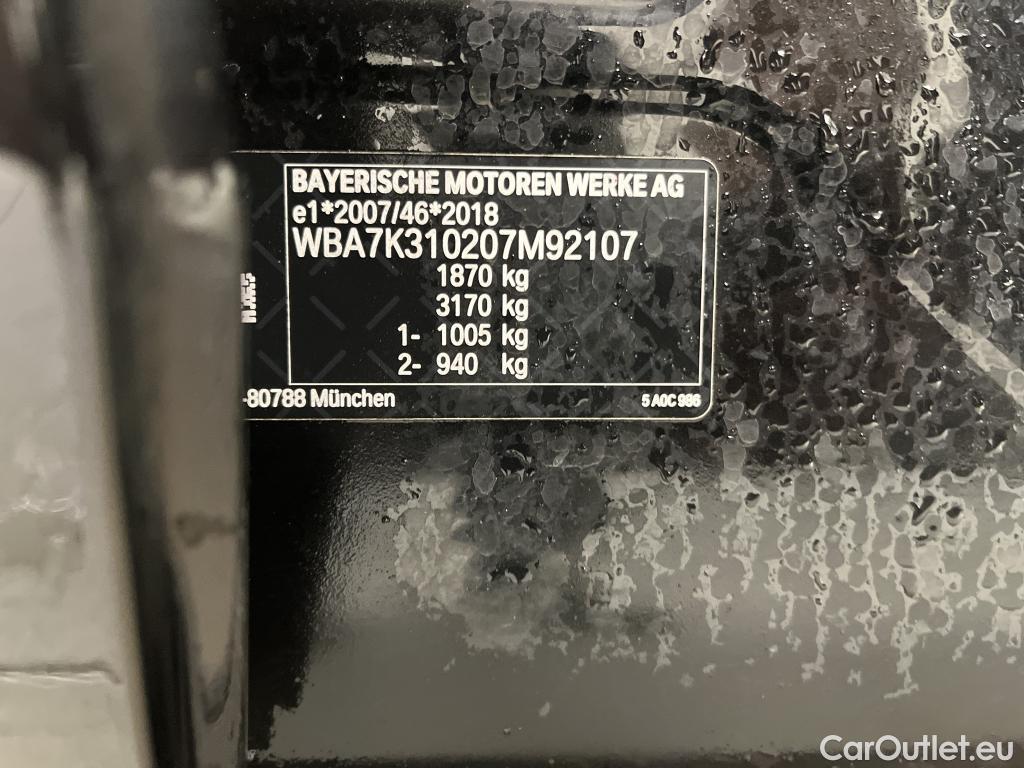 BAYERISCHE MOTOREN WERKE AG
e1*2007/46*2018
WBA7K310207M92107
1870 kg
3170 kg
1- 1005 kg
2- 940 kg
-80788 München
5 A0C 986
CarOutlet.eu